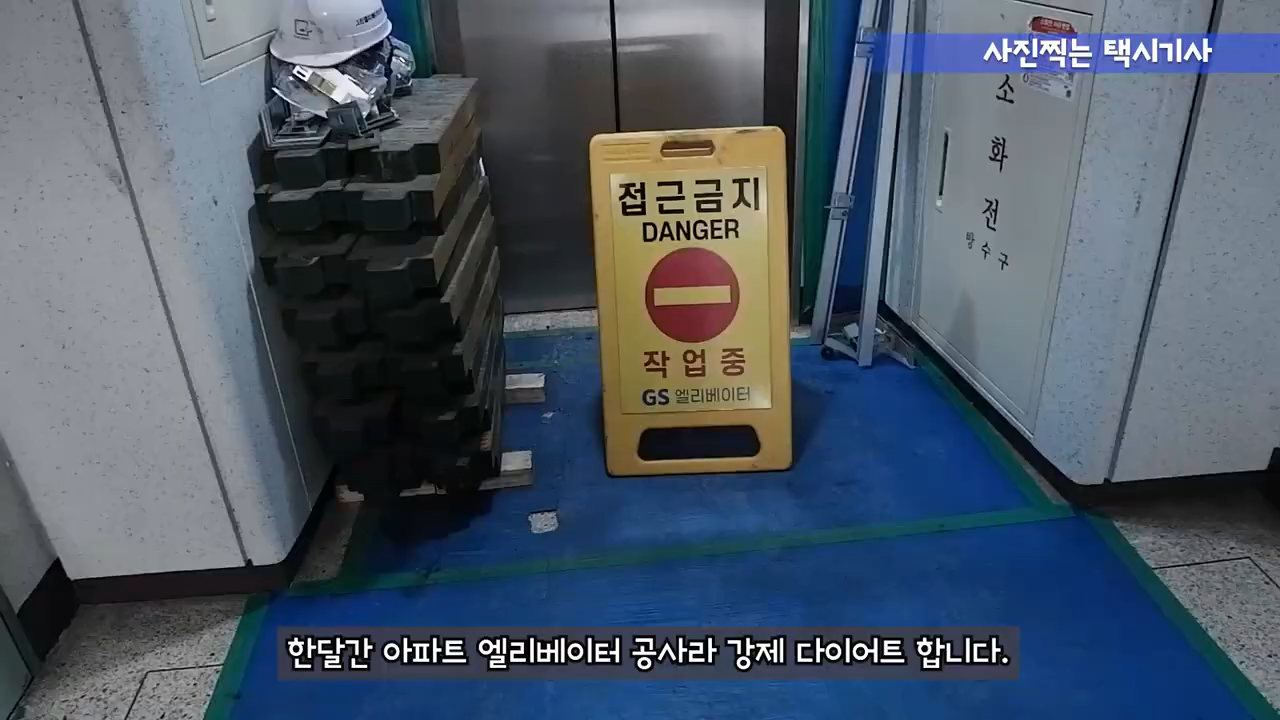 사진찍는 택시기사
소
화
전
방수구
접근금지
DANGER
작업중
GS 엘리베이터
한달간 아파트 엘리베이터 공사라 강제 다이어트 합니다.